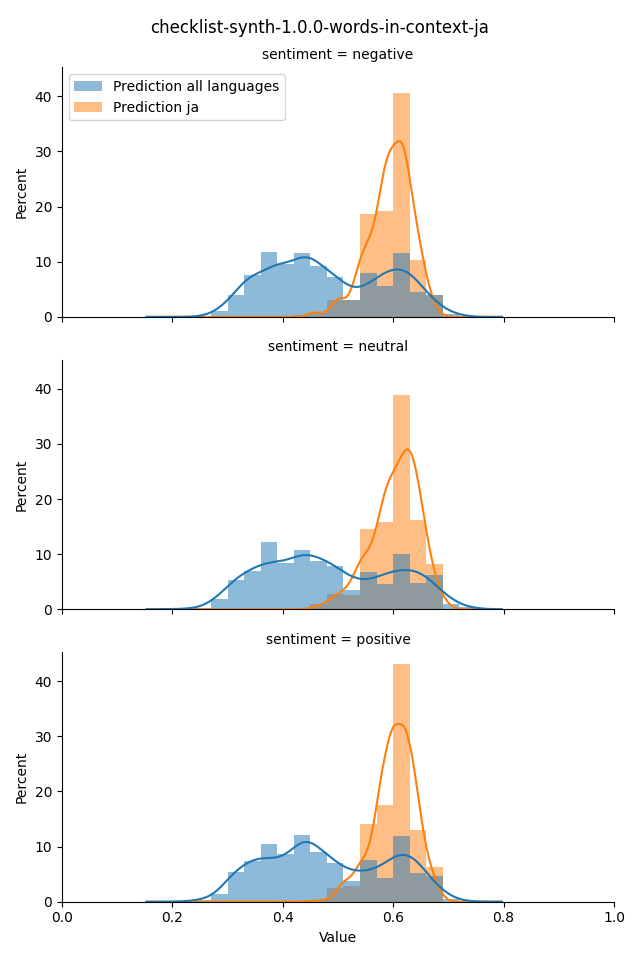 checklist-synth-1.0.0-words-in-context-ja
sentiment = negative
Prediction all languages
Prediction ja
40
30
20
10
0
Percent
sentiment = neutral
40
30
20
10
0
Percent
sentiment = positive
40
30
20
10
0
Percent
0.0 0.2 0.4 0.6 0.8 1.0
Value